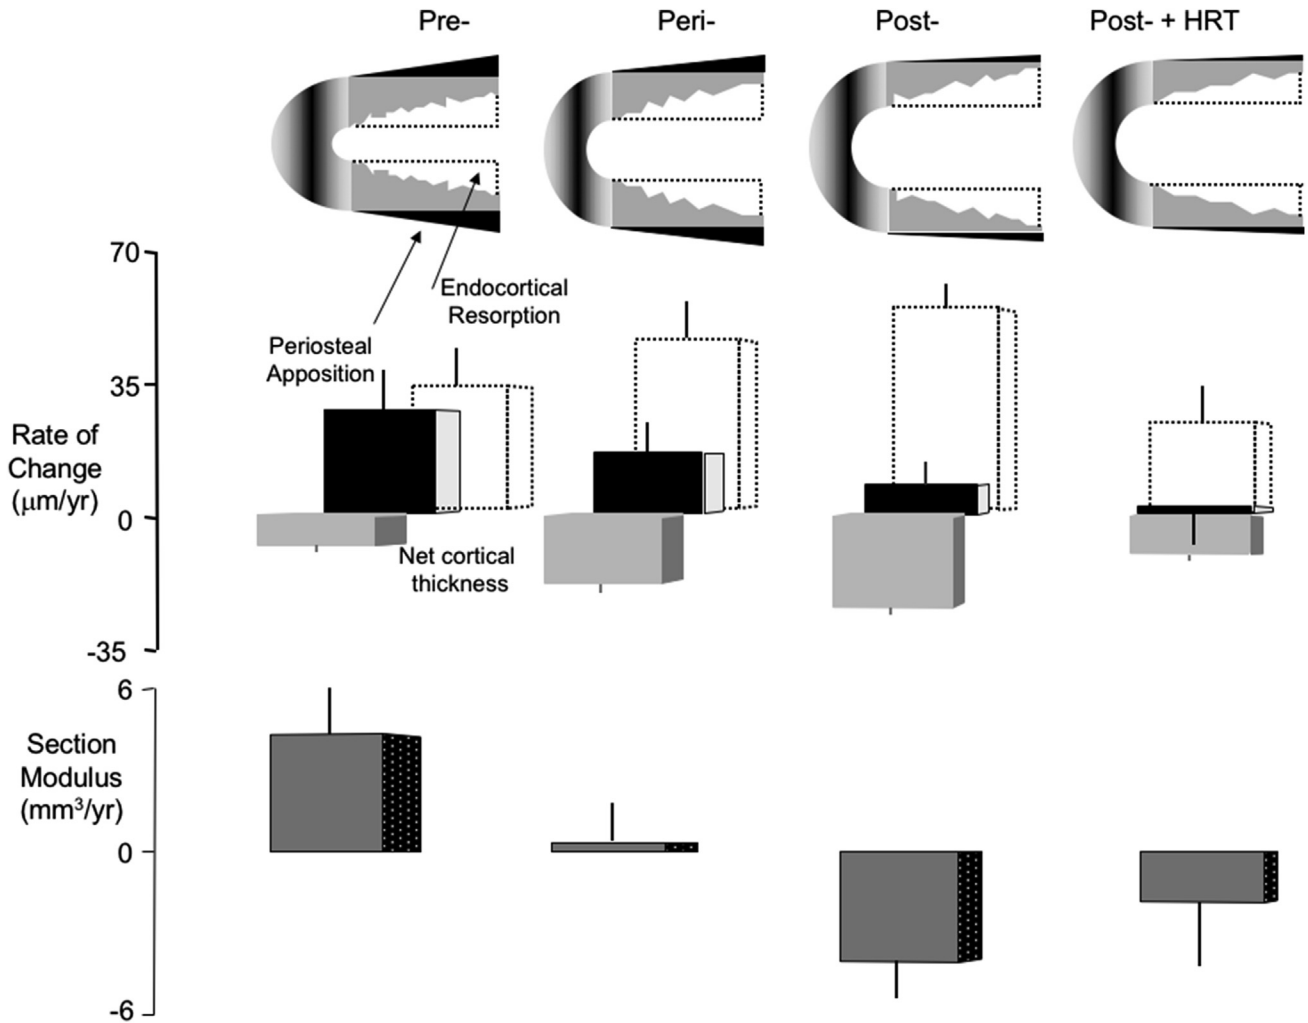 Pre-
Peri-
Post-
Post- + HRT
Endocortical
Resorption
Periosteal
Apposition
70
35
0
-35
Rate of
Change
(μm/yr)
Net cortical
thickness
6
0
-6
Section
Modulus
(mm³/yr)